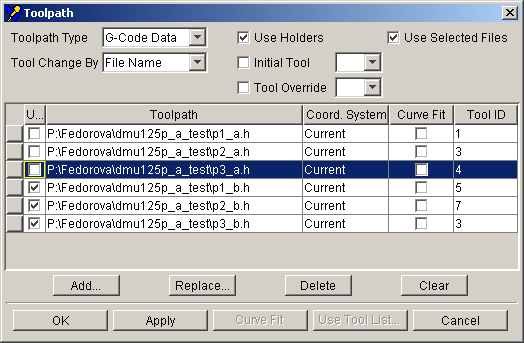 Toolpath
Toolpath Type G-Code Data Use Holders Use Selected Files
Tool Change By File Name Initial Tool
Tool Override
U... Toolpath Coord. System Curve Fit Tool ID
P:\Fedorova\dmu125p_a_test\p1_a.h Current 1
P:\Fedorova\dmu125p_a_test\p2_a.h Current 3
P:\Fedorova\dmu125p_a_test\p3_a.h Current 4
P:\Fedorova\dmu125p_a_test\p1_b.h Current 5
P:\Fedorova\dmu125p_a_test\p2_b.h Current 7
P:\Fedorova\dmu125p_a_test\p3_b.h Current 3
Add... Replace... Delete Clear
OK Apply Curve Fit Use Tool List... Cancel